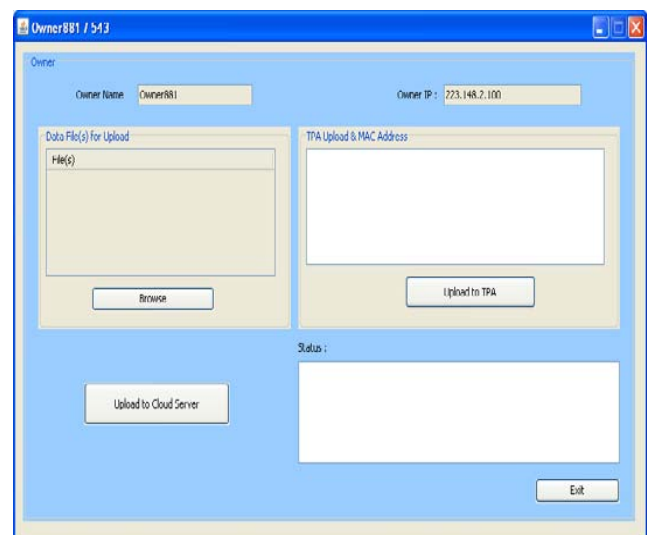 Owner881 / 543
Owner
Owner Name Owner881 Owner IP : 223.148.2.100
Data File(s) for Upload TPA Upload & MAC Address
File(s)
Browse Upload to TPA
Status :
Upload to Cloud Server
Exit